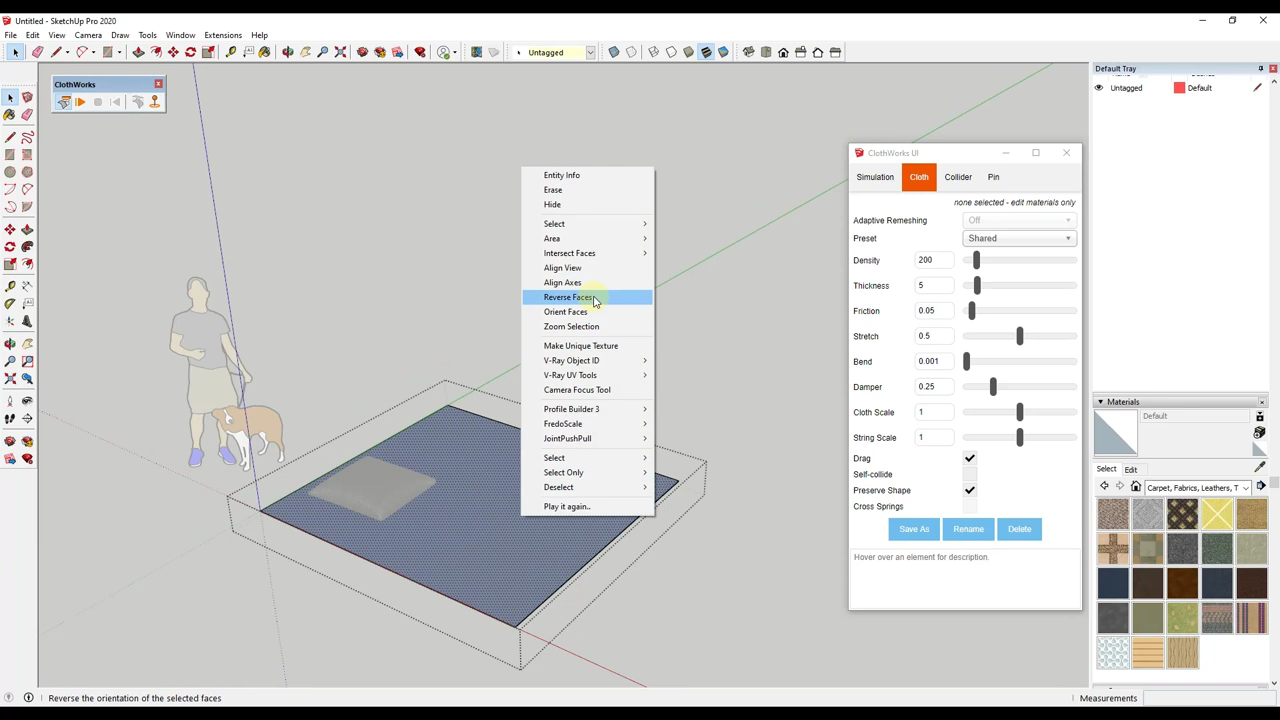 Untitled - SketchUp Pro 2020
File Edit View Camera Draw Tools Window Extensions Help
Untagged
ClothWorks
Entity Info
Erase
Hide
Select
Area
Intersect Faces
Align View
Align Axes
Reverse Faces
Orient Faces
Zoom Selection
Make Unique Texture
V-Ray Object ID
V-Ray UV Tools
Camera Focus Tool
Profile Builder 3
FredoScale
JointPushPull
Select
Select Only
Deselect
Play it again..
ClothWorks UI
Simulation Cloth Collider Pin
none selected - edit materials only
Adaptive Remeshing Off
Preset Shared
Density 200
Thickness 5
Friction 0.05
Stretch 0.5
Bend 0.001
Damper 0.25
Cloth Scale 1
String Scale 1
Drag
Self-collide
Preserve Shape
Cross Springs
Save As Rename Delete
Hover over an element for description.
Default Tray
Untagged Default
Materials
Default
Select Edit
Carpet, Fabrics, Leathers, T
Reverse the orientation of the selected faces
Measurements